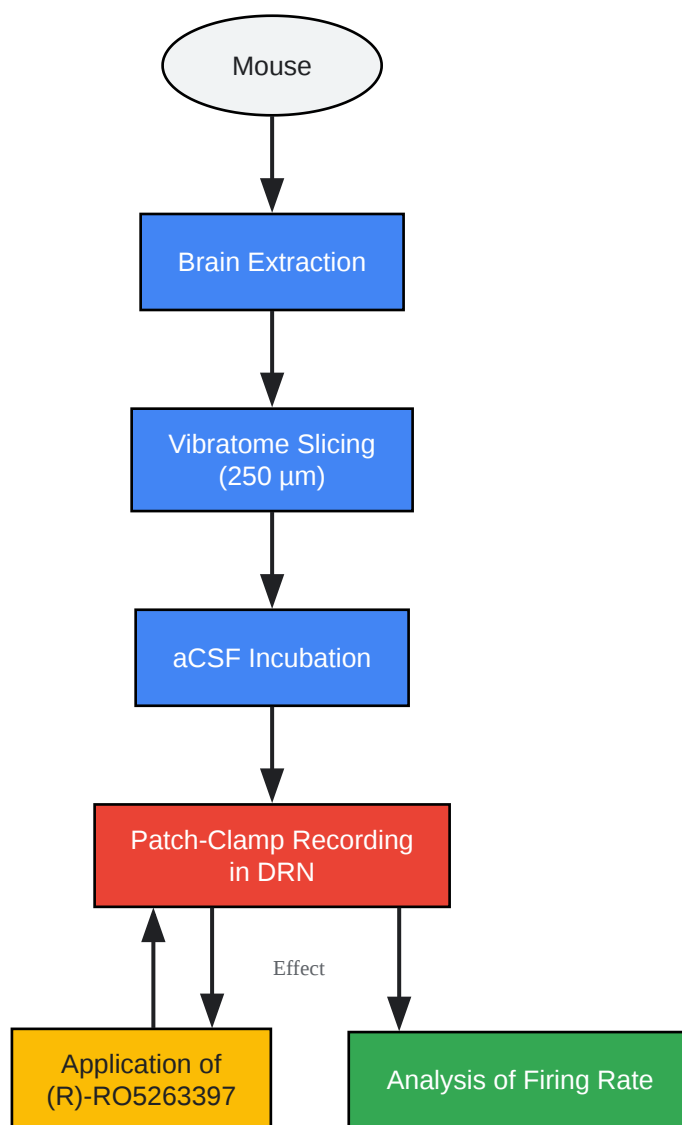 Mouse
Brain Extraction
Vibratome Slicing
(250 µm)
aCSF Incubation
Patch-Clamp Recording
in DRN
Effect
Application of
(R)-RO5263397
Analysis of Firing Rate